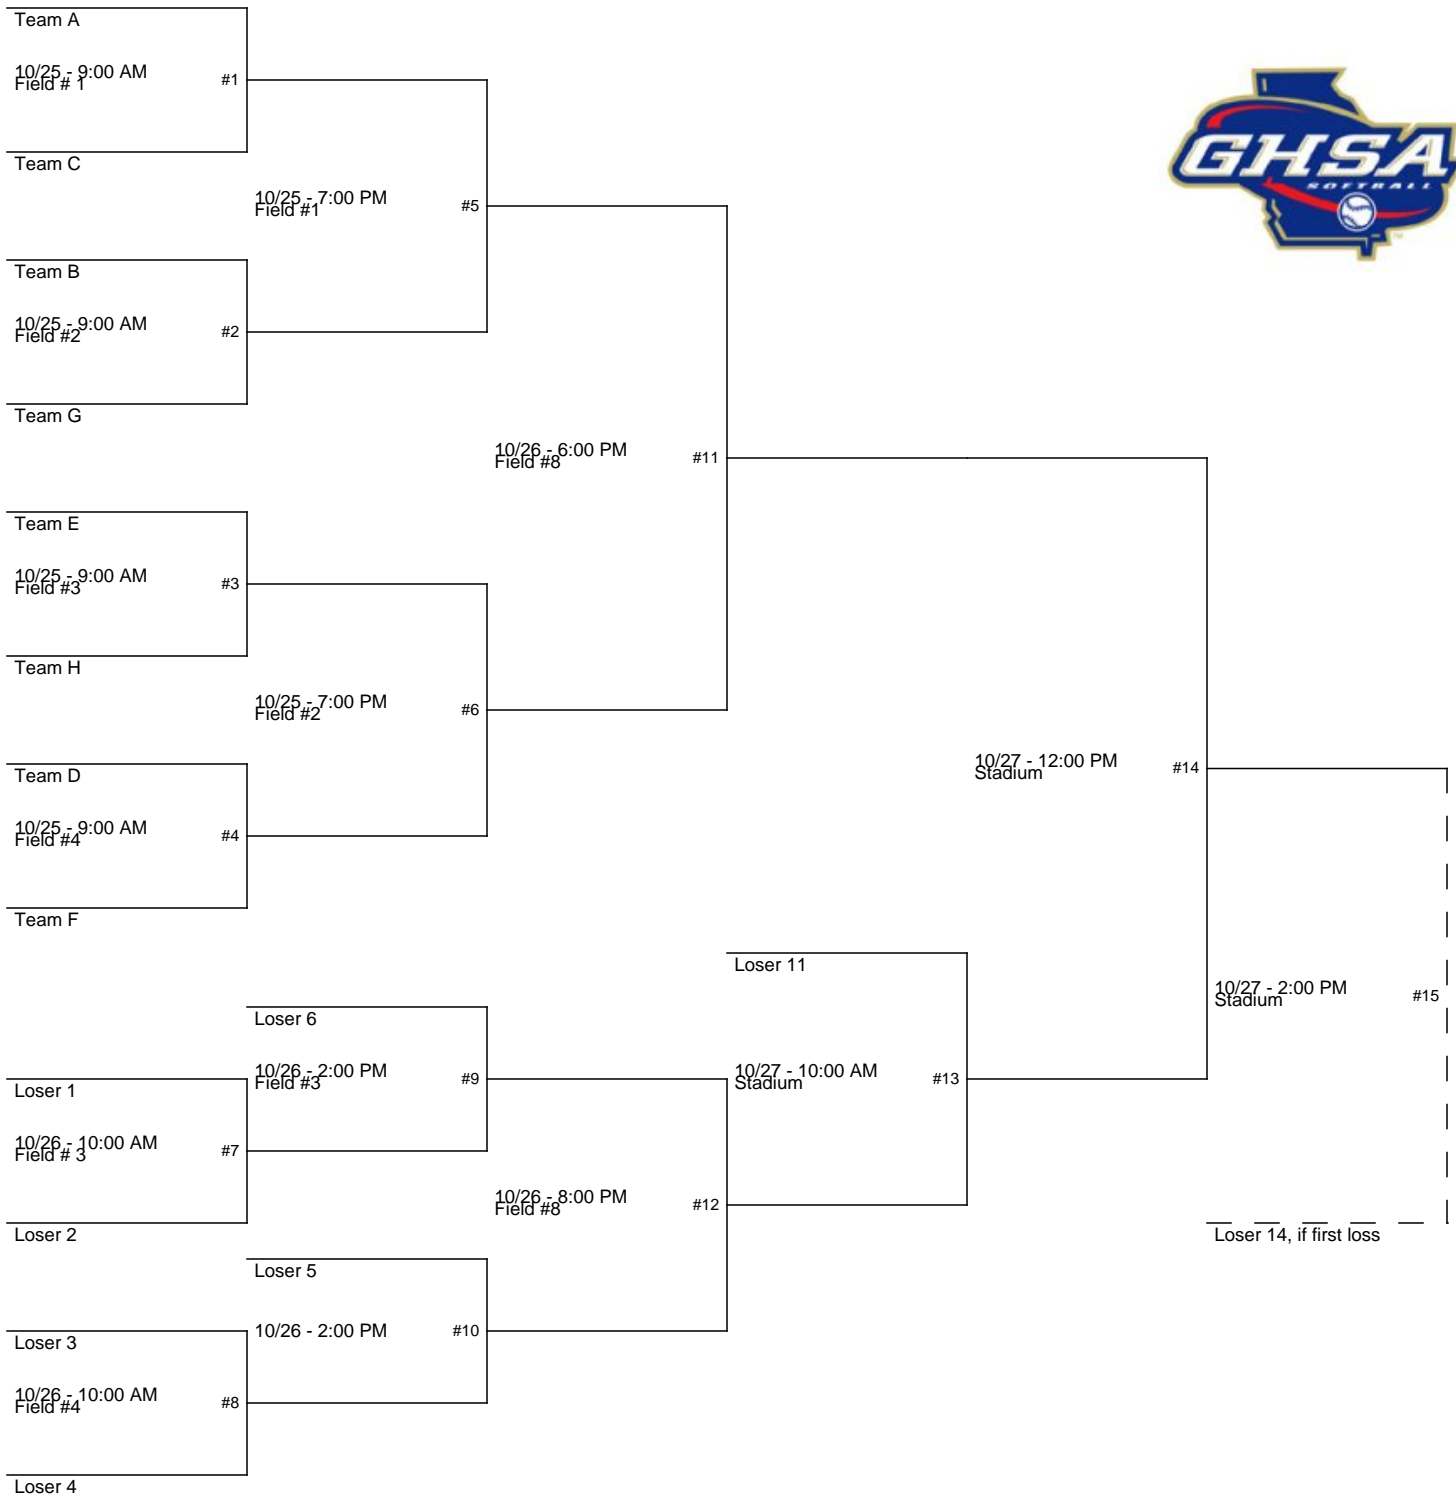 Team A
10/25 - 9:00 AM
Field # 1
#1
Team C
10/25 - 7:00 PM
Field #1
#5
Team B
10/25 - 9:00 AM
Field #2
#2
Team G
10/26 - 6:00 PM
Field #8
#11
Team E
10/25 - 9:00 AM
Field #3
#3
Team H
10/25 - 7:00 PM
Field #2
#6
Team D
10/25 - 9:00 AM
Field #4
#4
Team F
GHSA
SOFTBALL
TM
10/27 - 12:00 PM
Stadium
#14
Loser 11
10/27 - 10:00 AM
Stadium
#13
10/27 - 2:00 PM
Stadium
#15
Loser 14, if first loss
Loser 6
10/26 - 2:00 PM
Field #3
#9
Loser 1
10/26 - 10:00 AM
Field # 3
#7
Loser 2
10/26 - 8:00 PM
Field #8
#12
Loser 5
10/26 - 2:00 PM
#10
Loser 3
10/26 - 10:00 AM
Field #4
#8
Loser 4